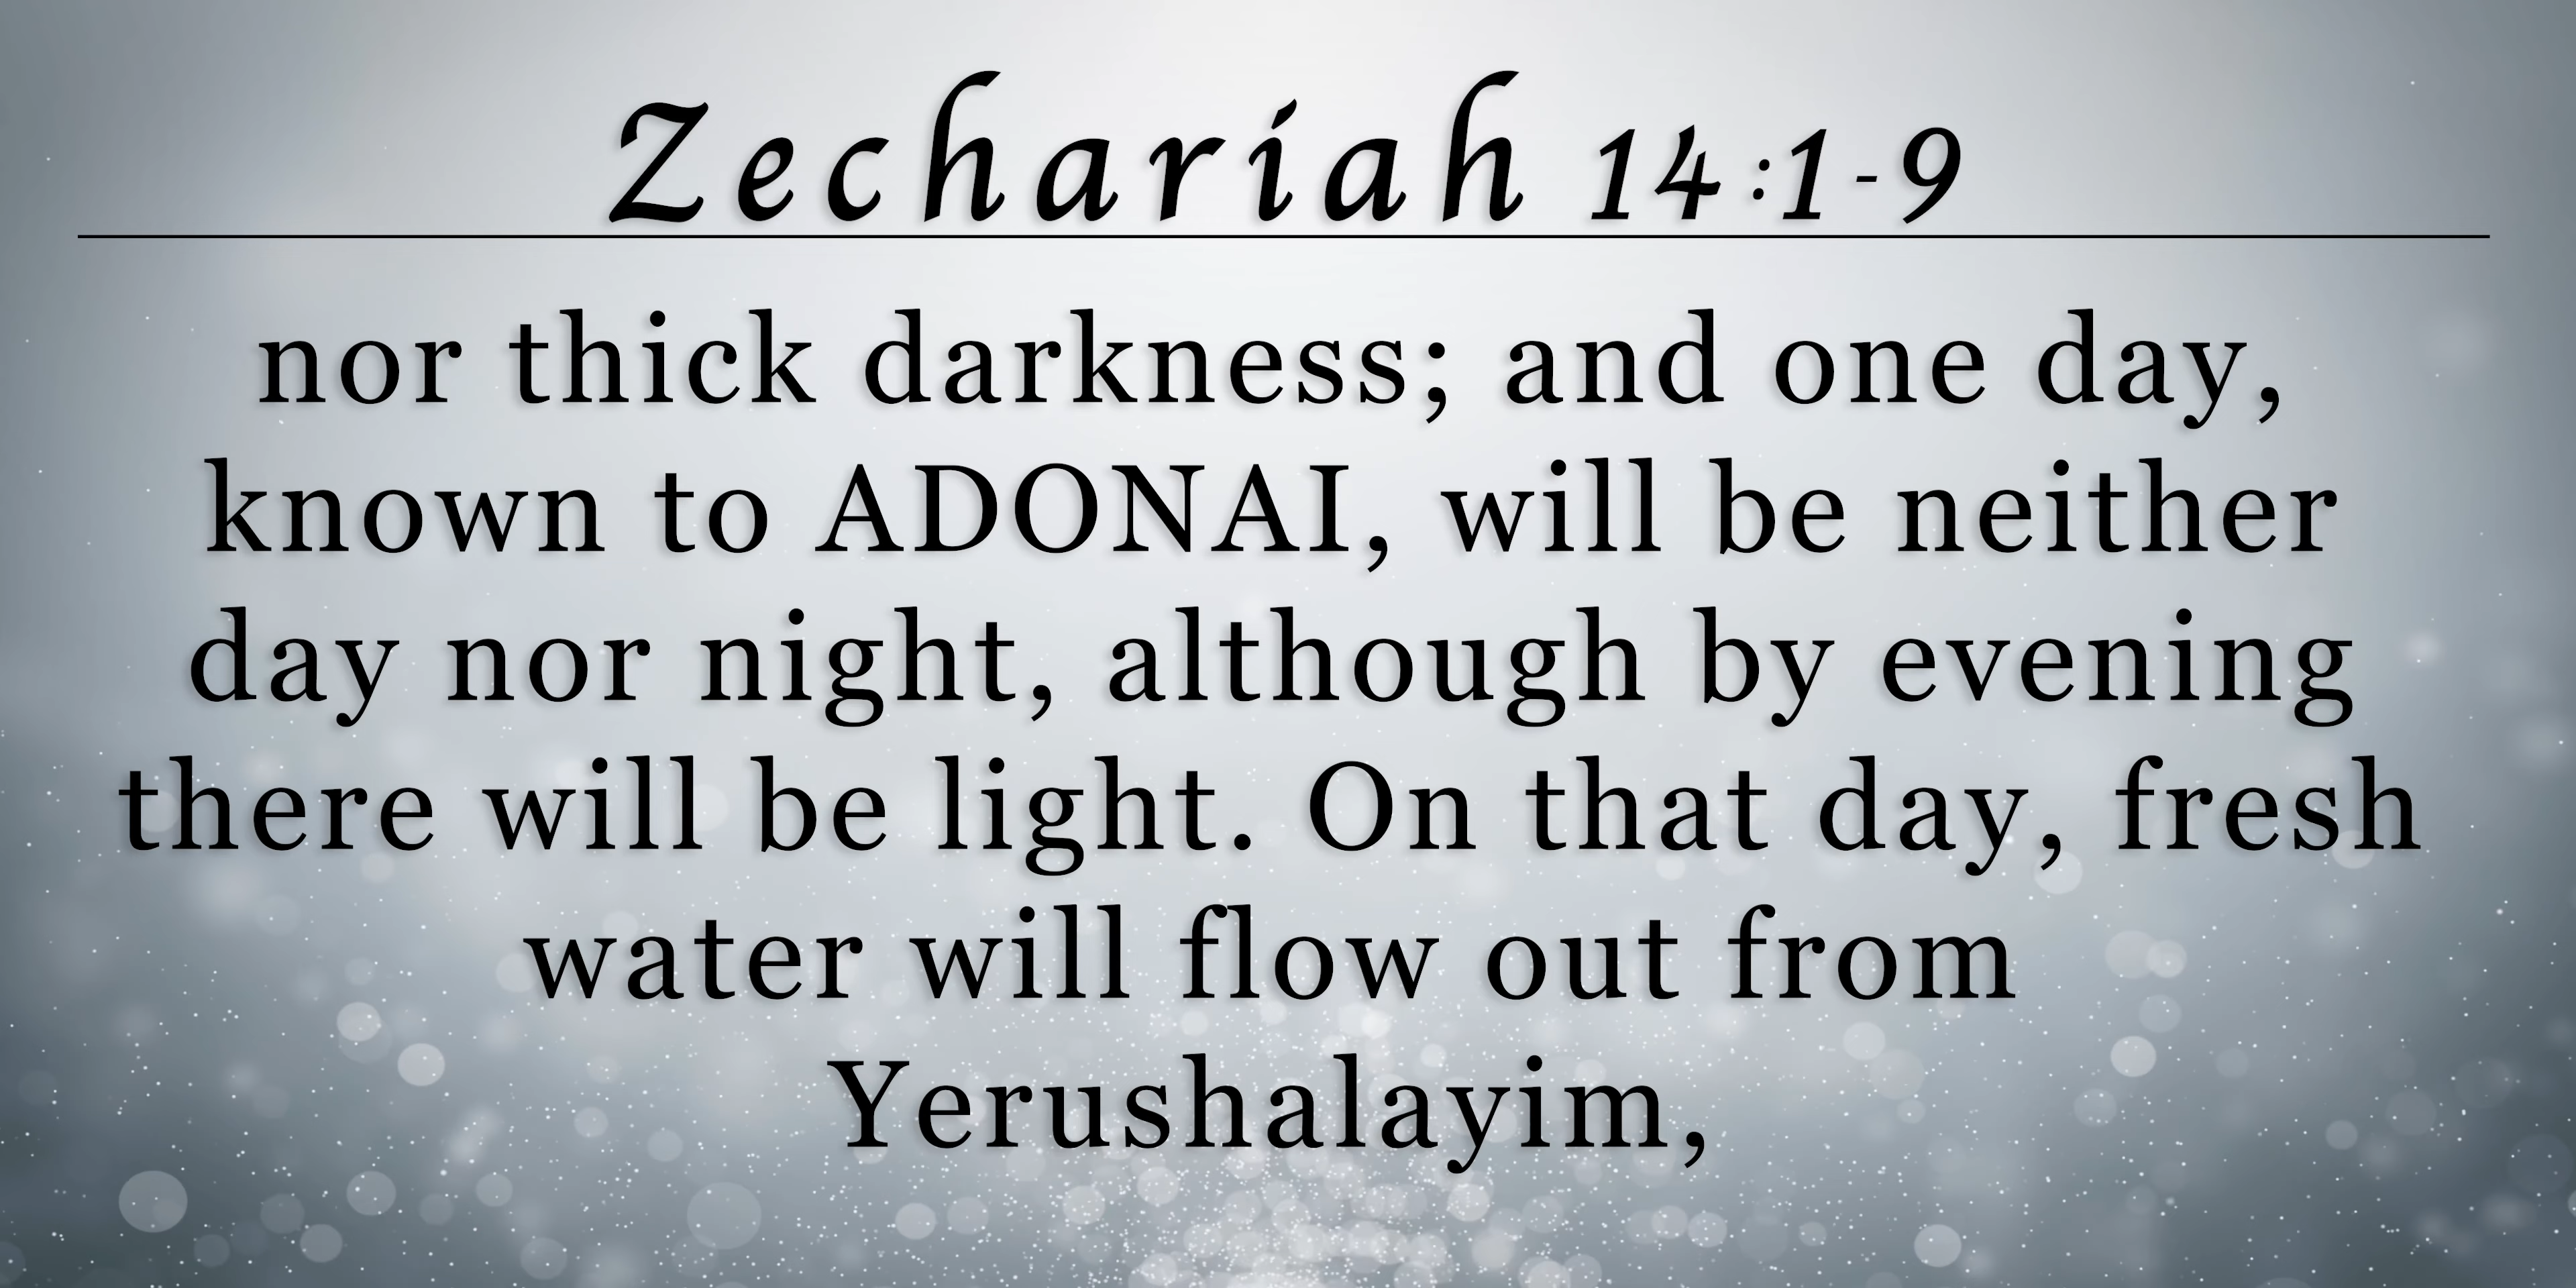 Zechariah 14:1-9
nor thick darkness; and one day,
known to ADONAI, will be neither
day nor night, although by evening
there will be light. On that day, fresh
water will flow out from
Yerushalayim,